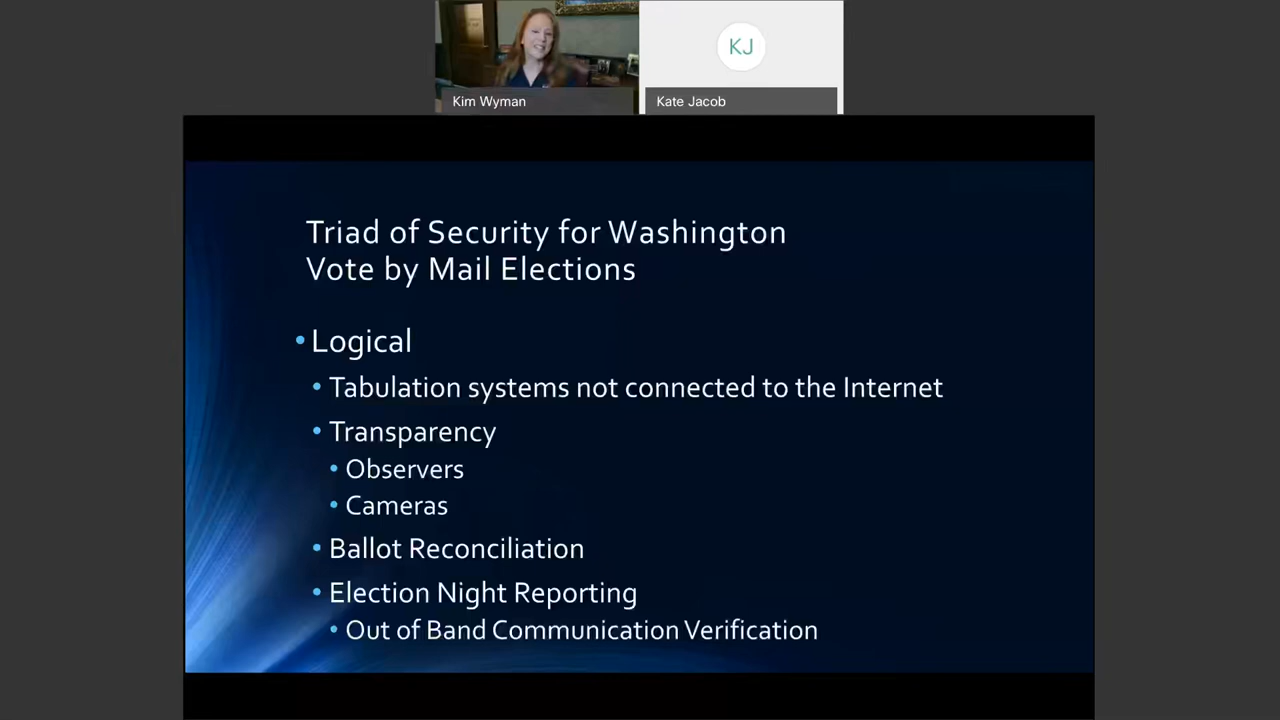 KJ
Kim Wyman
Kate Jacob
Triad of Security for Washington
Vote by Mail Elections
• Logical
• Tabulation systems not connected to the Internet
• Transparency
• Observers
• Cameras
• Ballot Reconciliation
• Election Night Reporting
• Out of Band Communication Verification